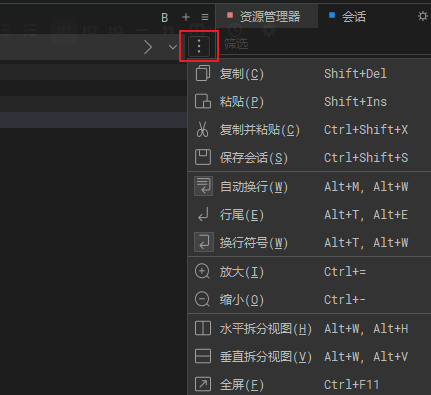 B + ≡ 资源管理器 会话
筛选
复制(C) Shift+Del
粘贴(P) Shift+Ins
复制并粘贴(C) Ctrl+Shift+X
保存会话(S) Ctrl+Shift+S
自动换行(W) Alt+M, Alt+W
行尾(E) Alt+T, Alt+E
换行符号(W) Alt+T, Alt+W
放大(I) Ctrl+=
缩小(O) Ctrl+-
水平拆分视图(H) Alt+W, Alt+H
垂直拆分视图(V) Alt+W, Alt+V
全屏(F) Ctrl+F11